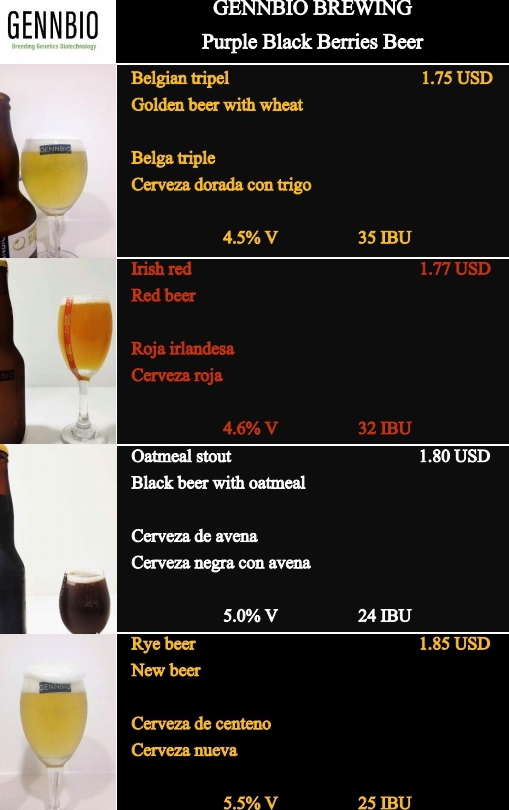 GENNBIO
Breeding Genetics Biotechnology
GENNBIO BREWING
Purple Black Berries Beer
Belgian tripel 1.75 USD
Golden beer with wheat
Belga triple
Cerveza dorada con trigo
4.5% V 35 IBU
GENNBIO
Irish red 1.77 USD
Red beer
Roja irlandesa
Cerveza roja
4.6% V 32 IBU
Oatmeal stout 1.80 USD
Black beer with oatmeal
Cerveza de avena
Cerveza negra con avena
5.0% V 24 IBU
Rye beer 1.85 USD
New beer
Cerveza de centeno
Cerveza nueva
5.5% V 25 IBU
GENNBIO